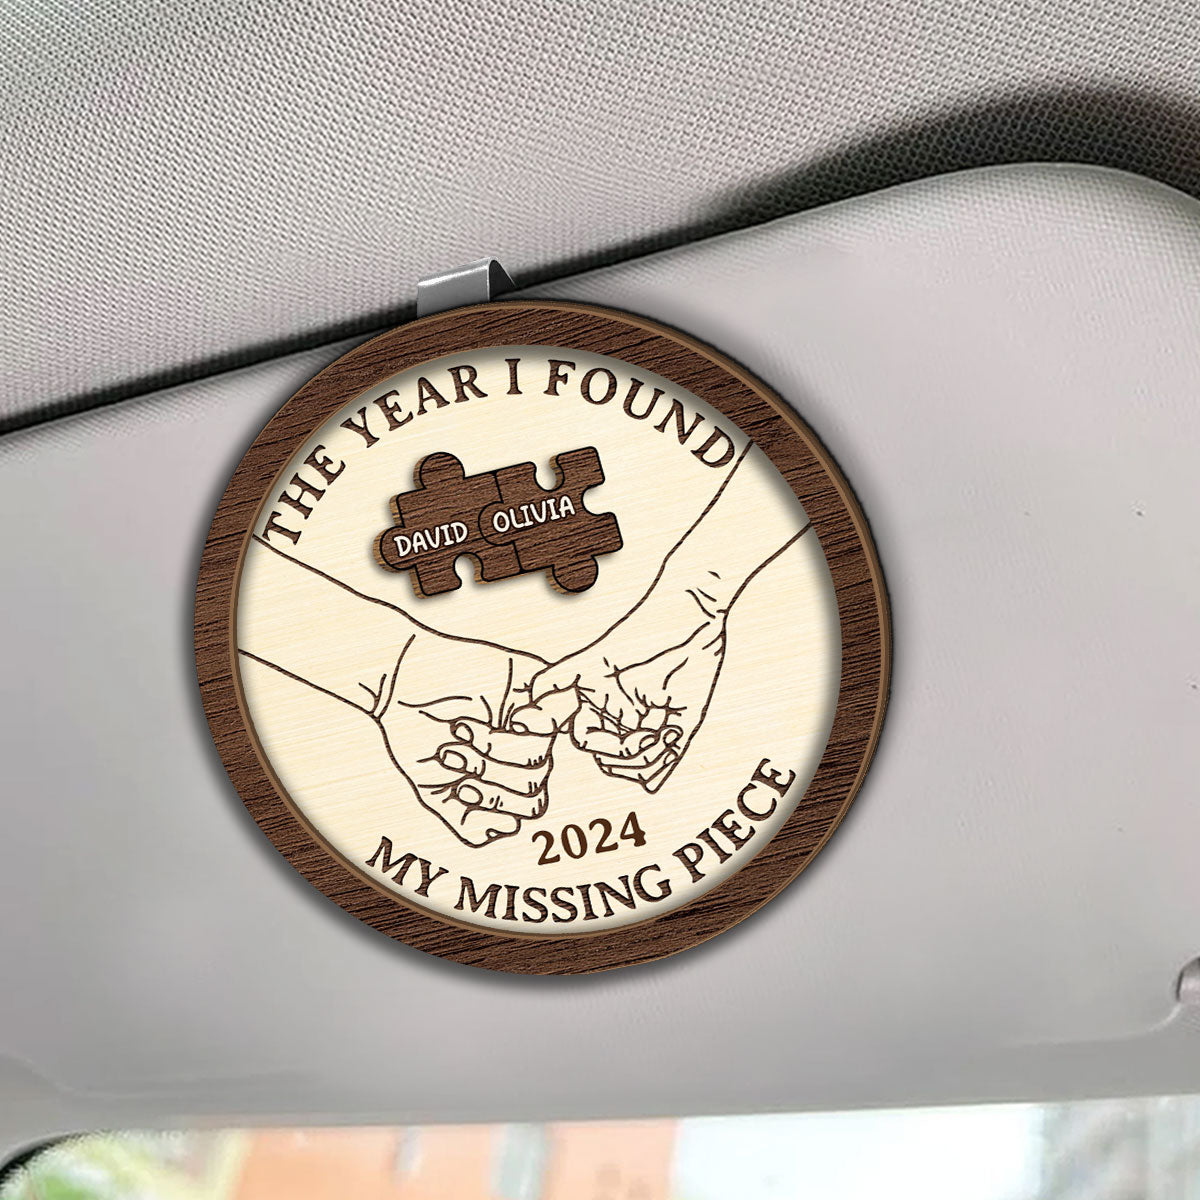 THE YEAR I FOUND
DAVID OLIVIA
2024
MY MISSING PIECE